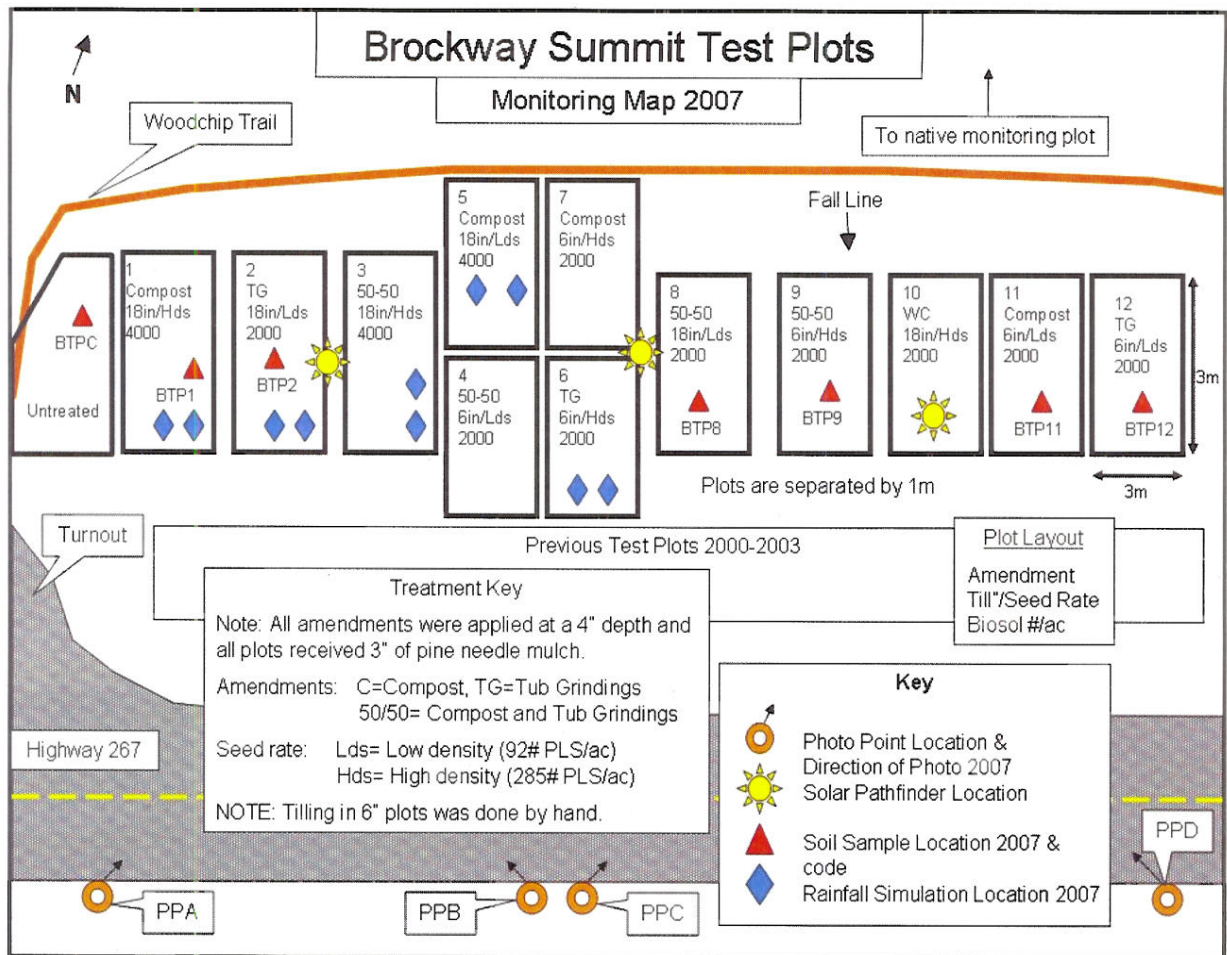 Brockway Summit Test Plots
Monitoring Map 2007
N
Woodchip Trail
To native monitoring plot
Fall Line
BTPC
Untreated
1
Compost
18in/Hds
4000
BTP1
2
TG
18in/Lds
2000
BTP2
3
50-50
18in/Hds
4000
5
Compost
18in/Lds
4000
4
50-50
6in/Lds
2000
7
Compost
6in/Hds
2000
6
TG
6in/Hds
2000
8
50-50
18in/Lds
2000
BTP8
9
50-50
6in/Hds
2000
BTP9
10
WC
18in/Hds
2000
11
Compost
6in/Lds
2000
BTP11
12
TG
6in/Lds
2000
BTP12
3m
3m
Plots are separated by 1m
Turnout
Previous Test Plots 2000-2003
Plot Layout
Amendment
Till"/Seed Rate
Biosol #/ac
Treatment Key
Note: All amendments were applied at a 4" depth and
all plots received 3" of pine needle mulch.
Amendments: C=Compost, TG=Tub Grindings
50/50= Compost and Tub Grindings
Seed rate: Lds= Low density (92# PLS/ac)
Hds= High density (285# PLS/ac)
NOTE: Tilling in 6" plots was done by hand.
Key
Photo Point Location &
Direction of Photo 2007
Solar Pathfinder Location
Soil Sample Location 2007 &
code
Rainfall Simulation Location 2007
Highway 267
PPA
PPB
PPC
PPD